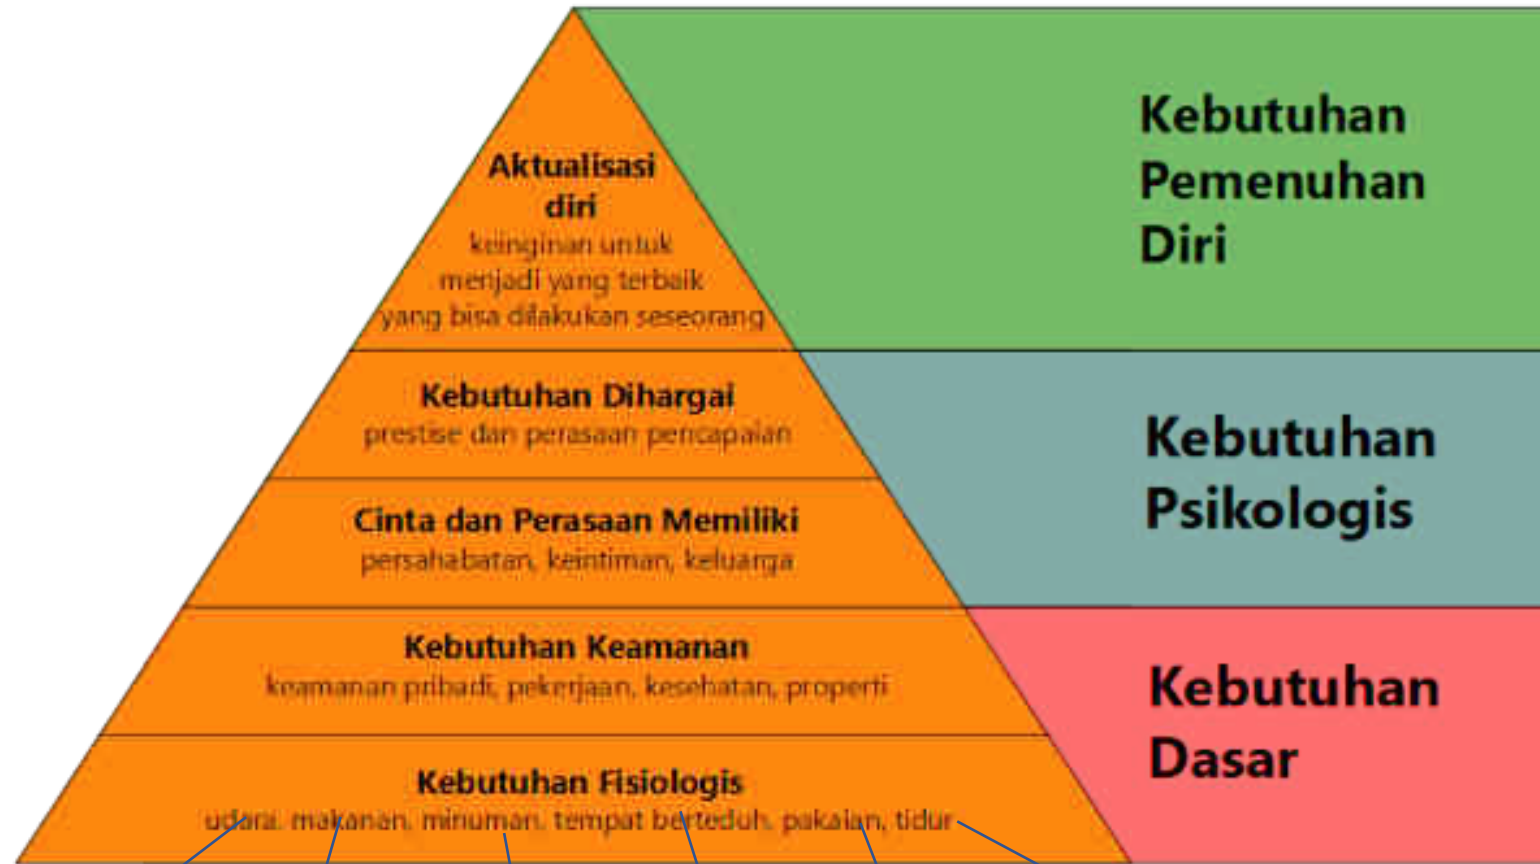 Aktualisasi
diri
keinginan untuk
menjadi yang terbaik
yang bisa dilakukan seseorang
Kebutuhan Dihargai
prestise dan perasaan pencapaian
Cinta dan Perasaan Memiliki
persahabatan, keintiman, keluarga
Kebutuhan Keamanan
keamanan pribadi, pekerjaan, kesehatan, properti
Kebutuhan Fisiologis
udara, makanan, minuman, tempat berteduh, pakaian, tidur
Kebutuhan
Pemenuhan
Diri
Kebutuhan
Psikologis
Kebutuhan
Dasar